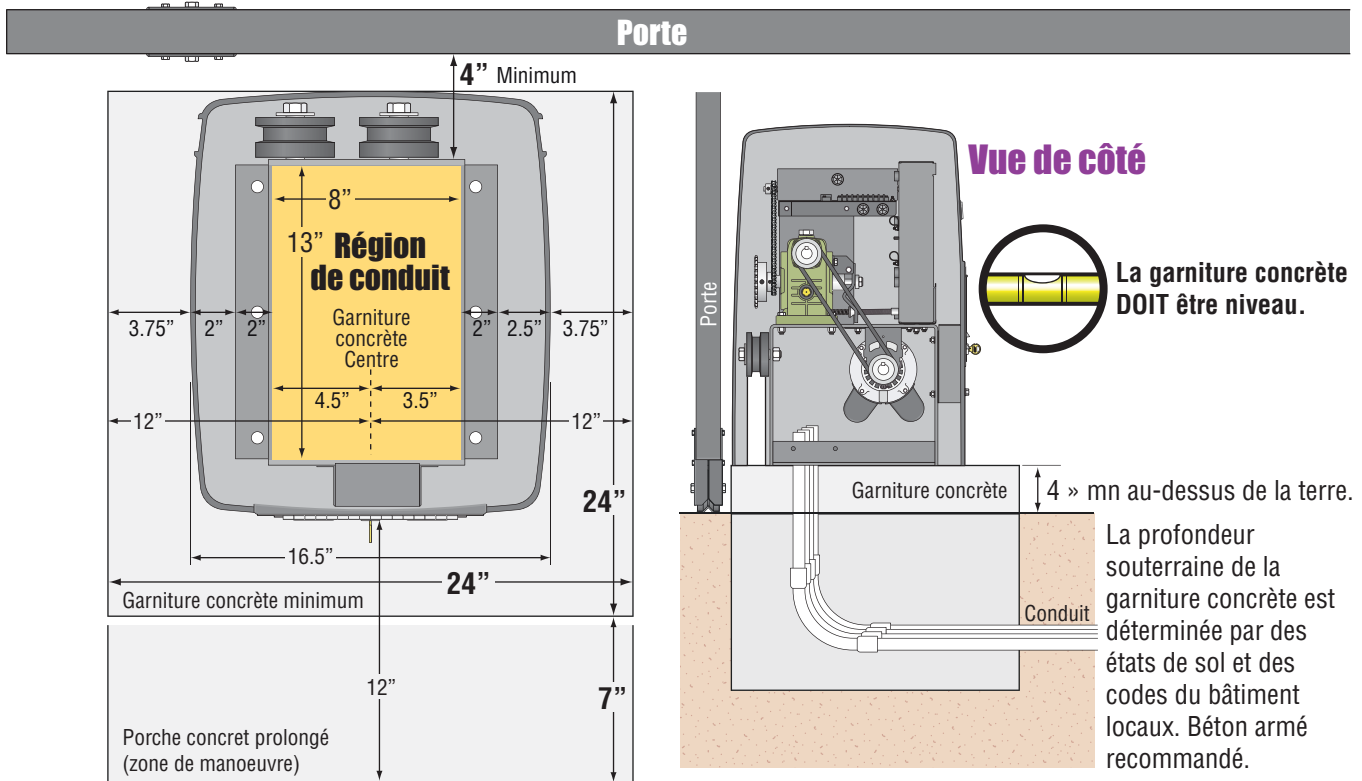 Porte
4” Minimum
8”
13”
Région
de conduit
Garniture
concrète
Centre
3.75”
2”
2”
2”
2.5”
3.75”
4.5”
3.5”
12”
12”
24”
16.5”
24”
Garniture concrète minimum
12”
7”
Porche concret prolongé
(zone de manoeuvre)
Vue de côté
Porte
La garniture concrète
DOIT être niveau.
Garniture concrète
4 » mn au-dessus de la terre.
Conduit
La profondeur
souterraine de la
garniture concrète est
déterminée par des
états de sol et des
codes du bâtiment
locaux. Béton armé
recommandé.